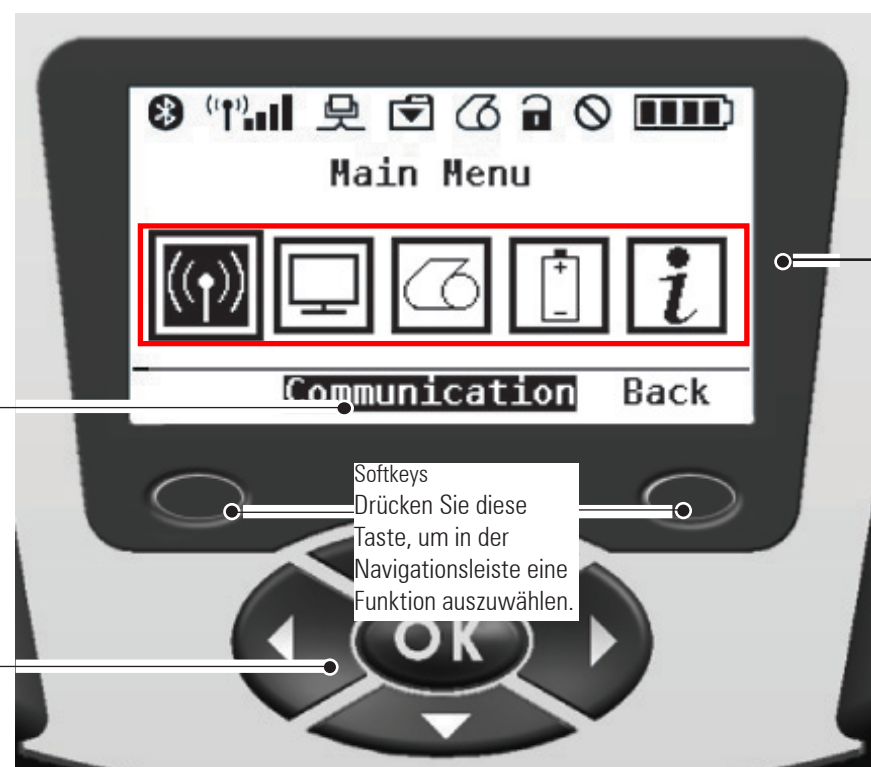 Main Menu
Communication Back
Softkeys
Drücken Sie diese
Taste, um in der
Navigationsleiste eine
Funktion auszuwählen.
OK